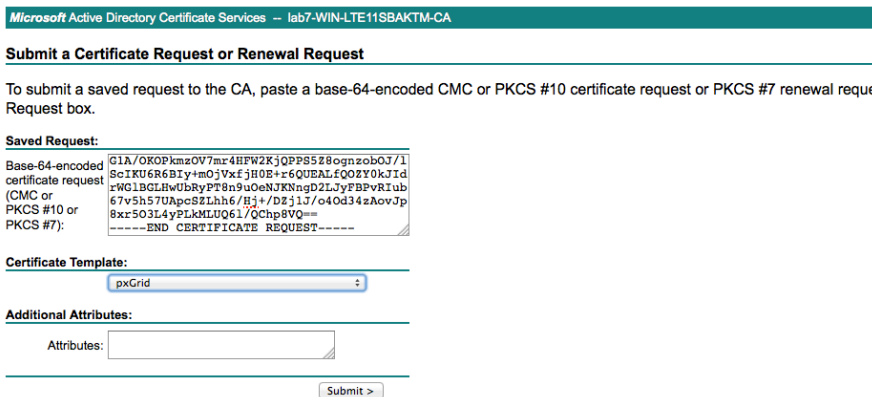 Microsoft Active Directory Certificate Services -- lab7-WIN-LTE11SBAKTM-CA
Submit a Certificate Request or Renewal Request
To submit a saved request to the CA, paste a base-64-encoded CMC or PKCS #10 certificate request or PKCS #7 renewal reque
Request box.
Saved Request:
Base-64-encoded
certificate request
(CMC or
PKCS #10 or
PKCS #7):
G1A/OKOPkmzOV7mr4HFW2KjQPPS5Z8ognzobOJ/l
ScIKU6R6BIy+mOjVxfjH0E+r6QUEALfQOZY0kJId
rWGlBGLHwUbRyPT8n9uOeNJKNngD2LJyFBPvRIub
67v5h57UApcSZLhh6/Hj+/DZjlJ/o4Od34zAovJp
8xr5O3L4yPLkMLUQ6l/QChp8VQ==
-----END CERTIFICATE REQUEST-----
Certificate Template:
pxGrid
Additional Attributes:
Attributes:
Submit >